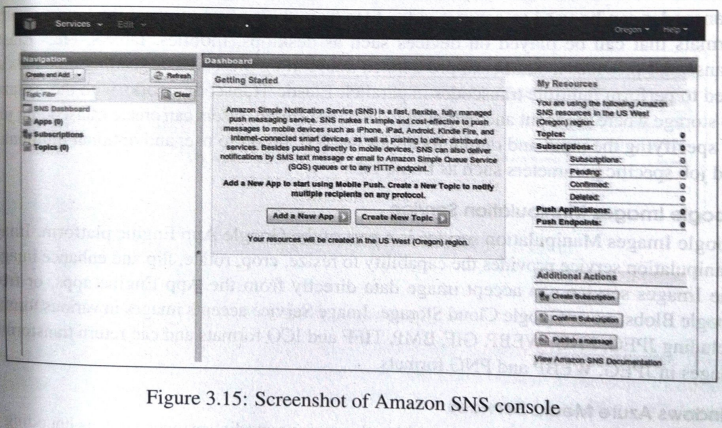 Services Edit Oregon Help
Navigation
Create and Add Refresh
Topic Filter Clear
SNS Dashboard
Apps (0)
Subscriptions
Topics (0)
Dashboard
Getting Started
Amazon Simple Notification Service (SNS) is a fast, flexible, fully managed
push messaging service. SNS makes it simple and cost-effective to push
messages to mobile devices such as iPhone, iPad, Android, Kindle Fire, and
internet-connected smart devices, as well as pushing to other distributed
services. Besides pushing directly to mobile devices, SNS can also deliver
notifications by SMS text message or email to Amazon Simple Queue Service
(SQS) queues or to any HTTP endpoint.
Add a New App to start using Mobile Push. Create a New Topic to notify
multiple recipients on any protocol.
Add a New App Create New Topic
Your resources will be created in the US West (Oregon) region.
My Resources
You are using the following Amazon
SNS resources in the US West
(Oregon) region:
Topics: 0
Subscriptions: 0
Subscriptions: 0
Pending: 0
Confirmed: 0
Deleted: 0
Push Applications: 0
Push Endpoints: 0
Additional Actions
Create Subscription
Confirm Subscription
Publish a message
View Amazon SNS Documentation
Figure 3.15: Screenshot of Amazon SNS console